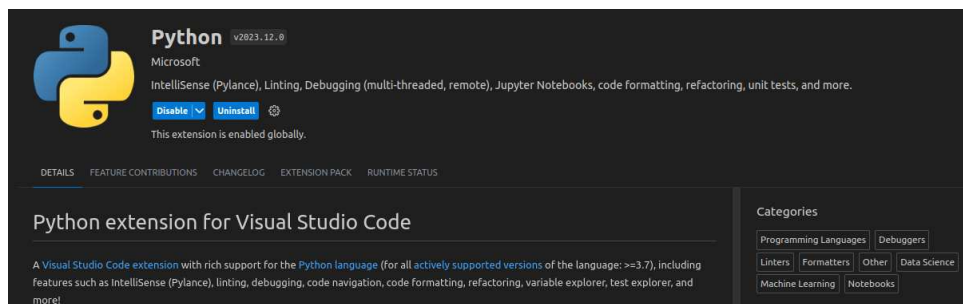 Python v2023.12.0
Microsoft
IntelliSense (Pylance), Linting, Debugging (multi-threaded, remote), Jupyter Notebooks, code formatting, refactoring, unit tests, and more.
Disable Uninstall
This extension is enabled globally.
DETAILS FEATURE CONTRIBUTIONS CHANGELOG EXTENSION PACK RUNTIME STATUS
Python extension for Visual Studio Code
A Visual Studio Code extension with rich support for the Python language (for all actively supported versions of the language: >=3.7), including
features such as IntelliSense (Pylance), linting, debugging, code navigation, code formatting, refactoring, variable explorer, test explorer, and
more!
Categories
Programming Languages Debuggers
Linters Formatters Other Data Science
Machine Learning Notebooks